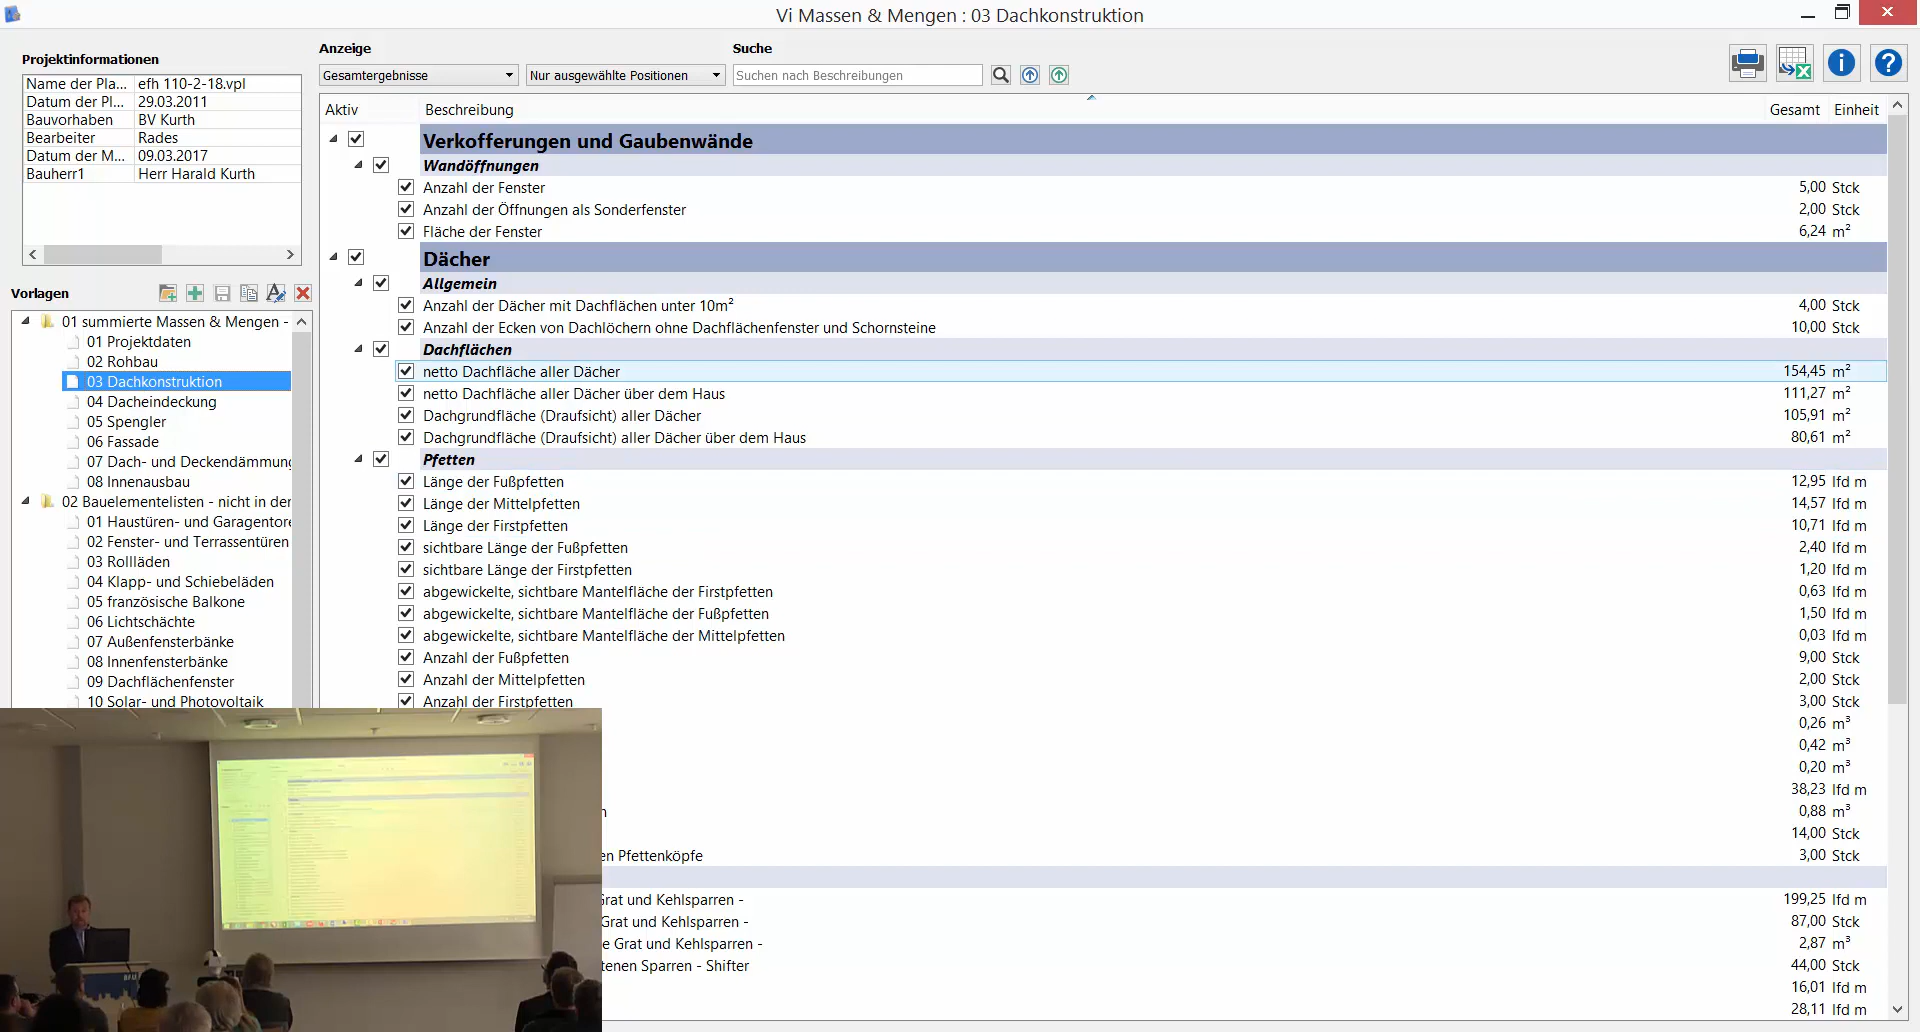 Vi Massen & Mengen : 03 Dachkonstruktion
Projektinformationen
Name der Pla... efh 110-2-18.vpl
Datum der Pl... 29.03.2011
Bauvorhaben BV Kurth
Bearbeiter Rades
Datum der M... 09.03.2017
Bauherr1 Herr Harald Kurth
Anzeige
Gesamtergebnisse
Nur ausgewählte Positionen
Suche
Suchen nach Beschreibungen
Vorlagen
01 summierte Massen & Mengen -
01 Projektdaten
02 Rohbau
03 Dachkonstruktion
04 Dacheindeckung
05 Spengler
06 Fassade
07 Dach- und Deckendämmung
08 Innenausbau
02 Bauelementelisten - nicht in der
01 Haustüren- und Garagentore
02 Fenster- und Terrassentüren
03 Rollläden
04 Klapp- und Schiebeläden
05 französische Balkone
06 Lichtschächte
07 Außenfensterbänke
08 Innenfensterbänke
09 Dachflächenfenster
10 Solar- und Photovoltaik
Aktiv Beschreibung Gesamt Einheit
Verkofferungen und Gaubenwände
Wandöffnungen
Anzahl der Fenster 5,00 Stck
Anzahl der Öffnungen als Sonderfenster 2,00 Stck
Fläche der Fenster 6,24 m²
Dächer
Allgemein
Anzahl der Dächer mit Dachflächen unter 10m² 4,00 Stck
Anzahl der Ecken von Dachlöchern ohne Dachflächenfenster und Schornsteine 10,00 Stck
Dachflächen
netto Dachfläche aller Dächer 154,45 m²
netto Dachfläche aller Dächer über dem Haus 111,27 m²
Dachgrundfläche (Draufsicht) aller Dächer 105,91 m²
Dachgrundfläche (Draufsicht) aller Dächer über dem Haus 80,61 m²
Pfetten
Länge der Fußpfetten 12,95 lfd m
Länge der Mittelpfetten 14,57 lfd m
Länge der Firstpfetten 10,71 lfd m
sichtbare Länge der Fußpfetten 2,40 lfd m
sichtbare Länge der Firstpfetten 1,20 lfd m
abgewickelte, sichtbare Mantelfläche der Firstpfetten 0,63 lfd m
abgewickelte, sichtbare Mantelfläche der Fußpfetten 1,50 lfd m
abgewickelte, sichtbare Mantelfläche der Mittelpfetten 0,03 lfd m
Anzahl der Fußpfetten 9,00 Stck
Anzahl der Mittelpfetten 2,00 Stck
Anzahl der Firstpfetten 3,00 Stck
0,26 m³
0,42 m³
0,20 m³
38,23 lfd m
n 0,88 m³
14,00 Stck
en Pfettenköpfe 3,00 Stck
Grat und Kehlsparren - 199,25 lfd m
Grat und Kehlsparren - 87,00 Stck
e Grat und Kehlsparren - 2,87 m³
tenen Sparren - Shifter 44,00 Stck
16,01 lfd m
28,11 lfd m